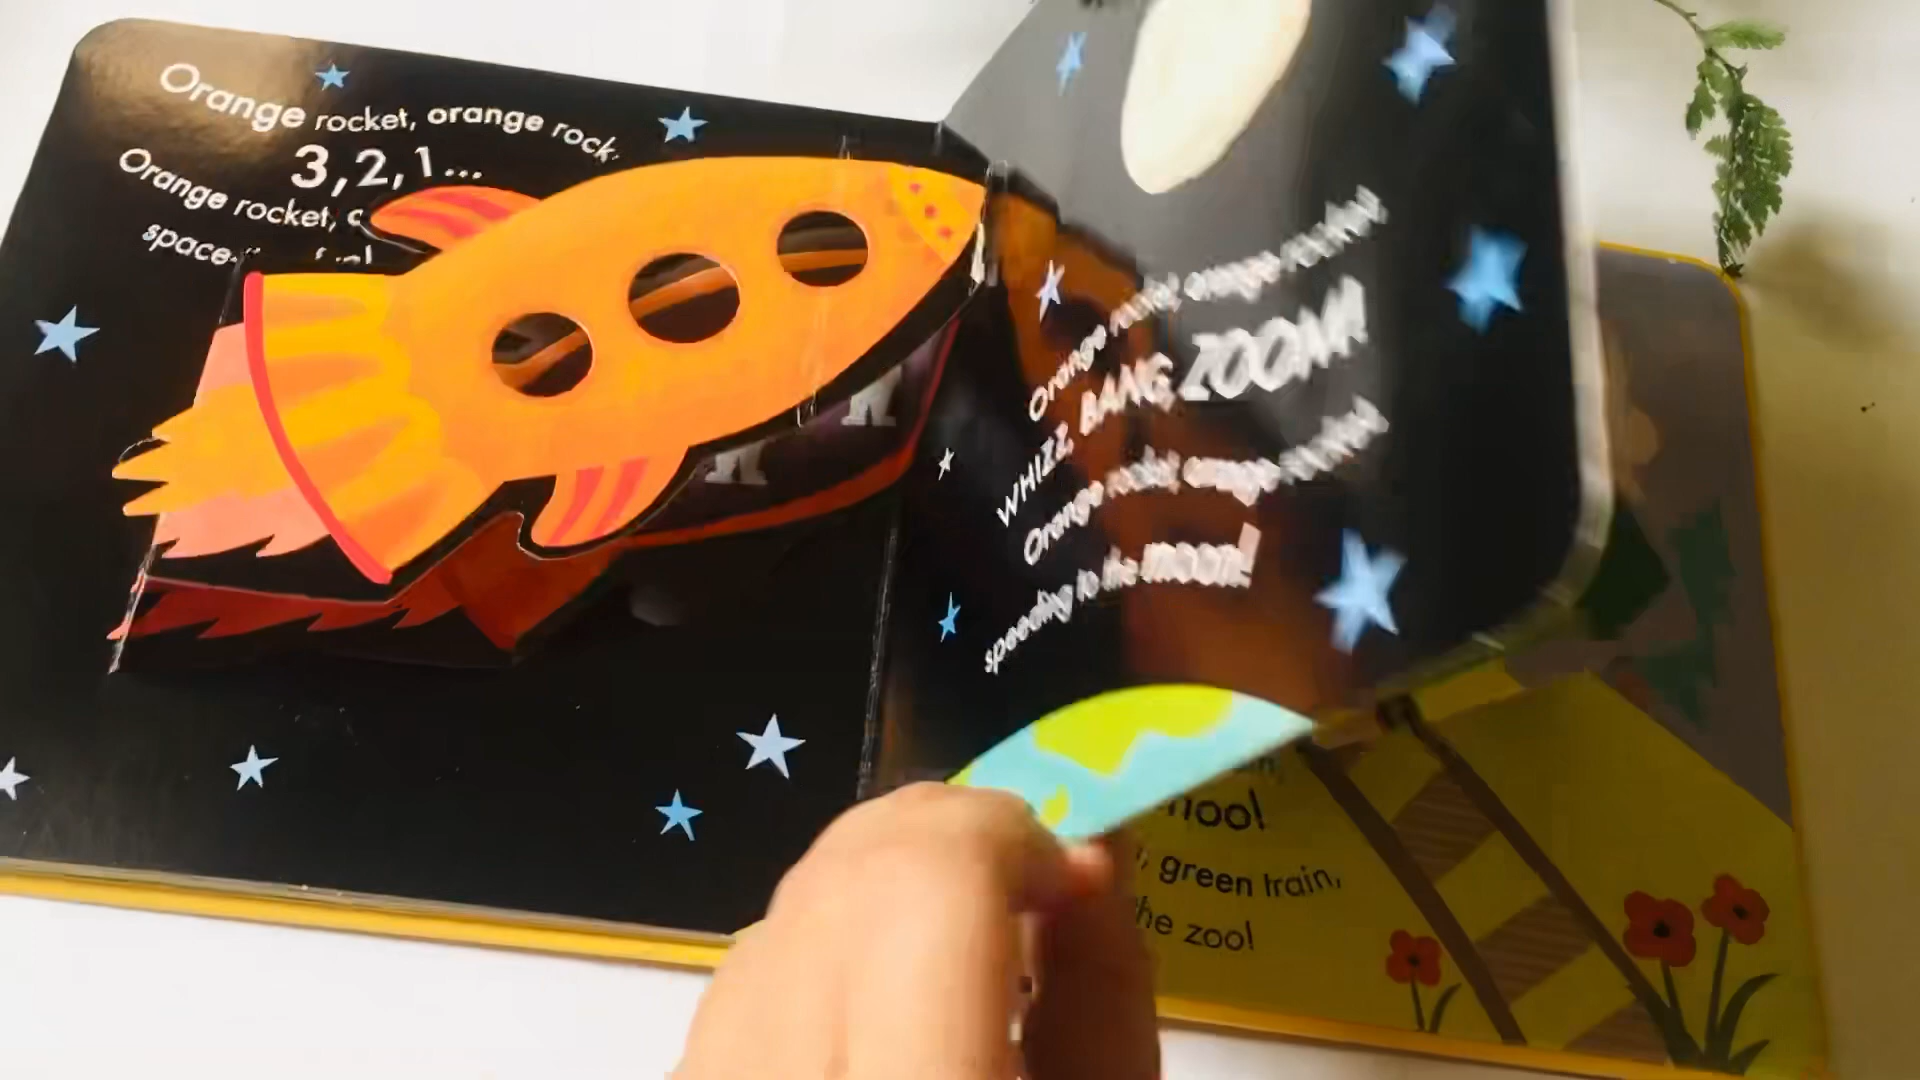 Orange rocket, orange rock
3, 2, 1...
Orange rocket,
space
Orange rocket, orange rocket,
WHIZZ, BANG, ZOOM!
Orange rocket, orange rocket,
speeding to the moon!
green train,
the zoo!